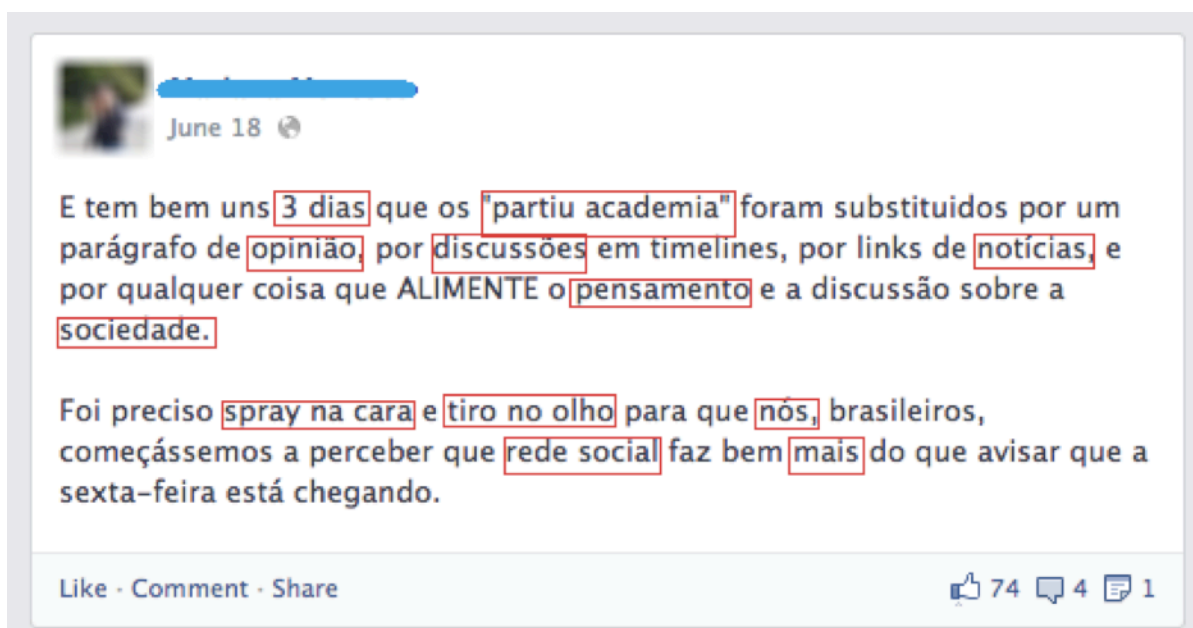 June 18
E tem bem uns 3 dias que os "partiu academia" foram substituidos por um
parágrafo de opinião, por discussões em timelines, por links de notícias, e
por qualquer coisa que ALIMENTE o pensamento e a discussão sobre a
sociedade.
Foi preciso spray na cara e tiro no olho para que nós, brasileiros,
começássemos a perceber que rede social faz bem mais do que avisar que a
sexta-feira está chegando.
Like · Comment · Share 74 4 1